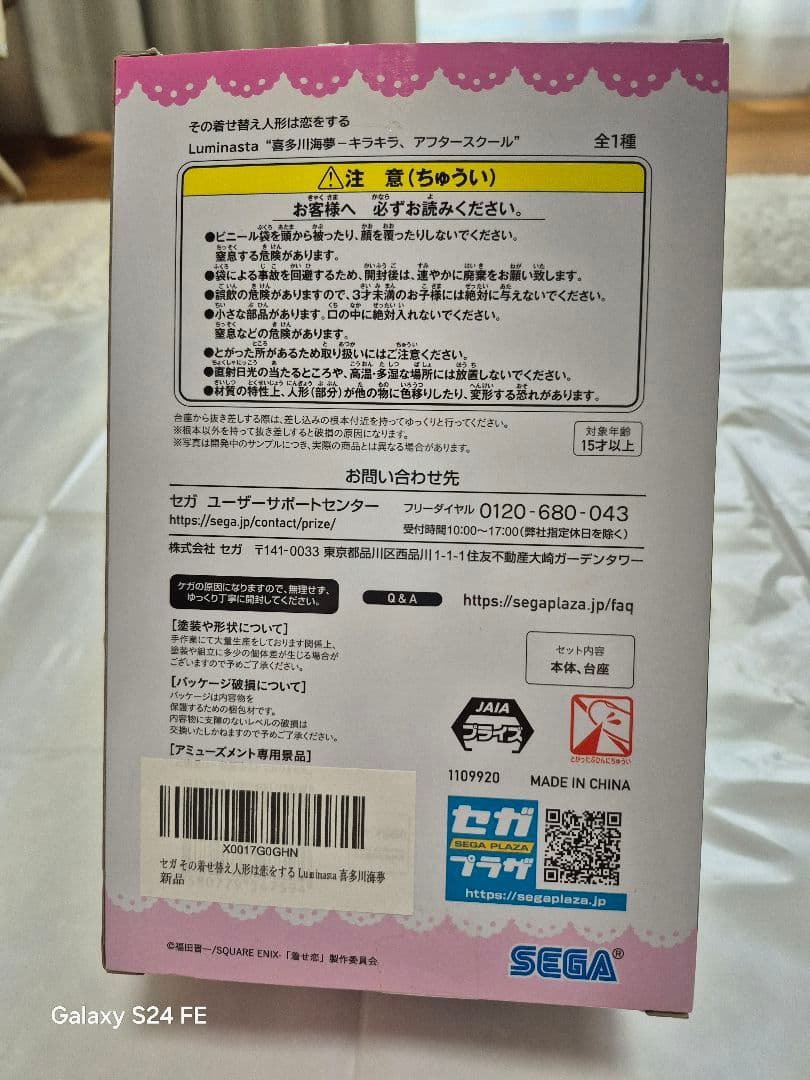 その着せ替え人形は恋をする
Luminasta “喜多川海夢－キラキラ、アフタースクール” 全1種
注 意(ちゅうい)
お客様へ 必ずお読みください。
●ビニール袋を頭から被ったり、顔を覆ったりしないでください。
窒息する危険があります。
●袋による事故を回避するため、開封後は、速やかに廃棄をお願い致します。
●誤飲の危険がありますので、3才未満のお子様には絶対に与えないでください。
●小さな部品があります。口の中に絶対入れないでください。
窒息などの危険があります。
●とがった所があるため取り扱いにはご注意ください。
●直射日光の当たるところや、高温・多湿な場所には放置しないでください。
●材質の特性上、人形(部分)が他の物に色移りしたり、変形する恐れがあります。
台座から抜き差しする際は、差し込みの根本付近を持ってゆっくりと行ってください。
※根本以外を持って抜き差しすると破損の原因になります。
※写真は開発中のサンプルにつき、実際の商品とは異なる場合があります。
対象年齢
15才以上
お問い合わせ先
セガ ユーザーサポートセンター フリーダイヤル 0120-680-043
https://sega.jp/contact/prize/ 受付時間10:00～17:00(弊社指定休日を除く)
株式会社 セガ 〒141-0033 東京都品川区西品川1-1-1住友不動産大崎ガーデンタワー
ケガの原因になりますので、無理せず、
ゆっくり丁寧に開封してください。
Q&A https://segaplaza.jp/faq
[塗装や形状について]
手作業にて大量生産をしております関係上、
塗装や組立に多少の個体差が生じる場合が
ございますので予めご了承ください。
セット内容
本体、台座
[パッケージ破損について]
パッケージは内容物を
保護するための梱包材です。
内容物に支障のないレベルの破損は
交換いたしかねますので予めご了承ください。
JAIA
プライズ
とがったぶひんにちゅうい
[アミューズメント専用景品]
1109920 MADE IN CHINA
X0017G0GHN
セガ その着せ替え人形は恋をする Luminasta 喜多川海夢
新品
セガ
SEGA PLAZA
プラザ
https://segaplaza.jp
©福田晋一/SQUARE ENIX・「着せ恋」製作委員会
SEGA®
Galaxy S24 FE